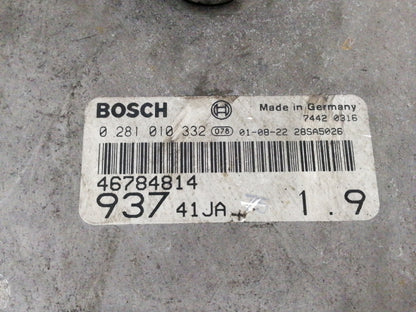 BOSCH Made in Germany
7442 0316
0 281 010 332 078 01-08-22 28SA5026
46784814
937 41JA 1.9